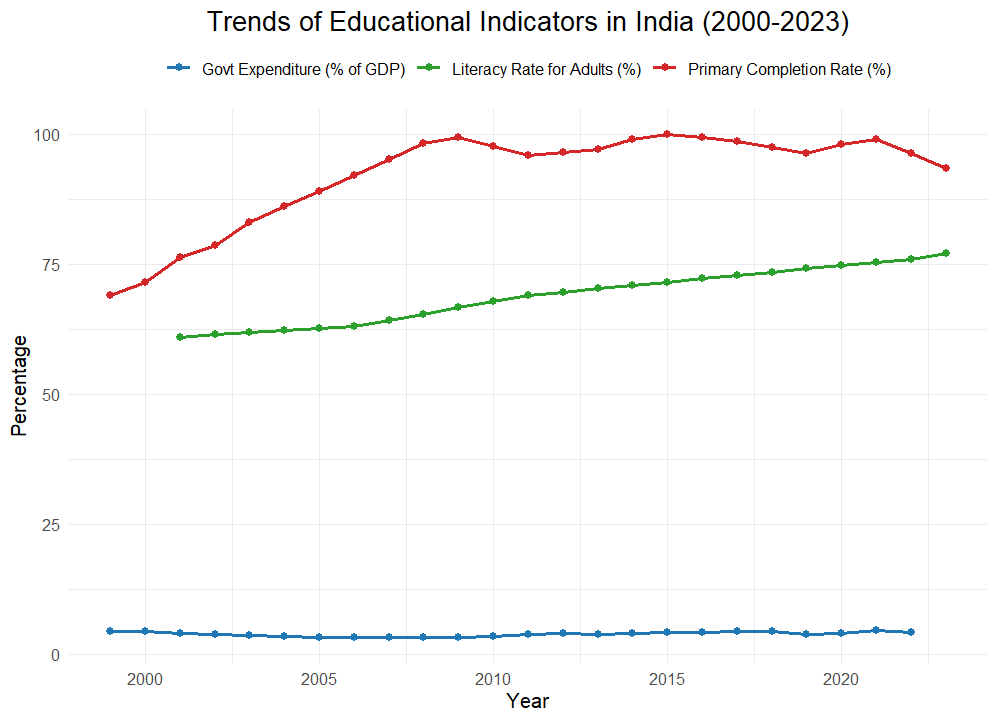 Trends of Educational Indicators in India (2000-2023)
Govt Expenditure (% of GDP) Literacy Rate for Adults (%) Primary Completion Rate (%)
Percentage
100
75
50
25
0
2000 2005 2010 2015 2020
Year